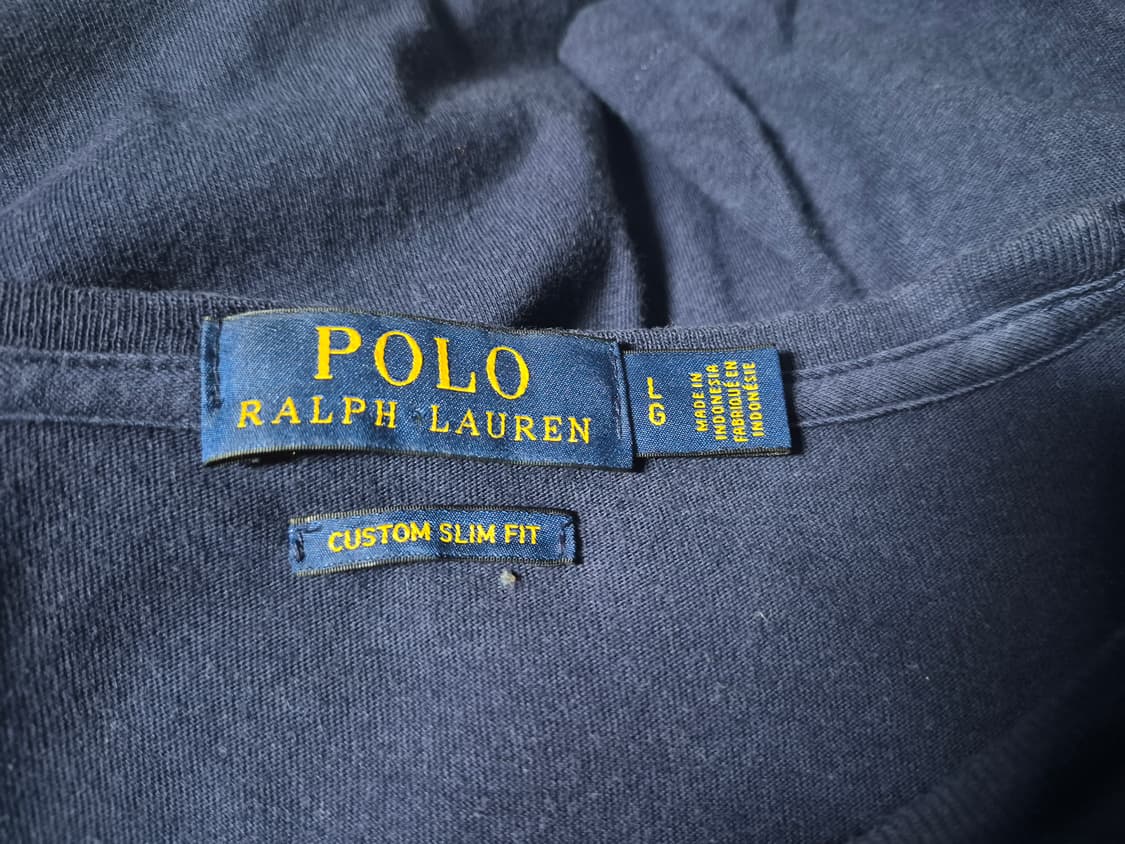 POLO
RALPH LAUREN
L
G
MADE IN
INDONESIA
FABRIQUÉ EN
INDONÉSIE
CUSTOM SLIM FIT